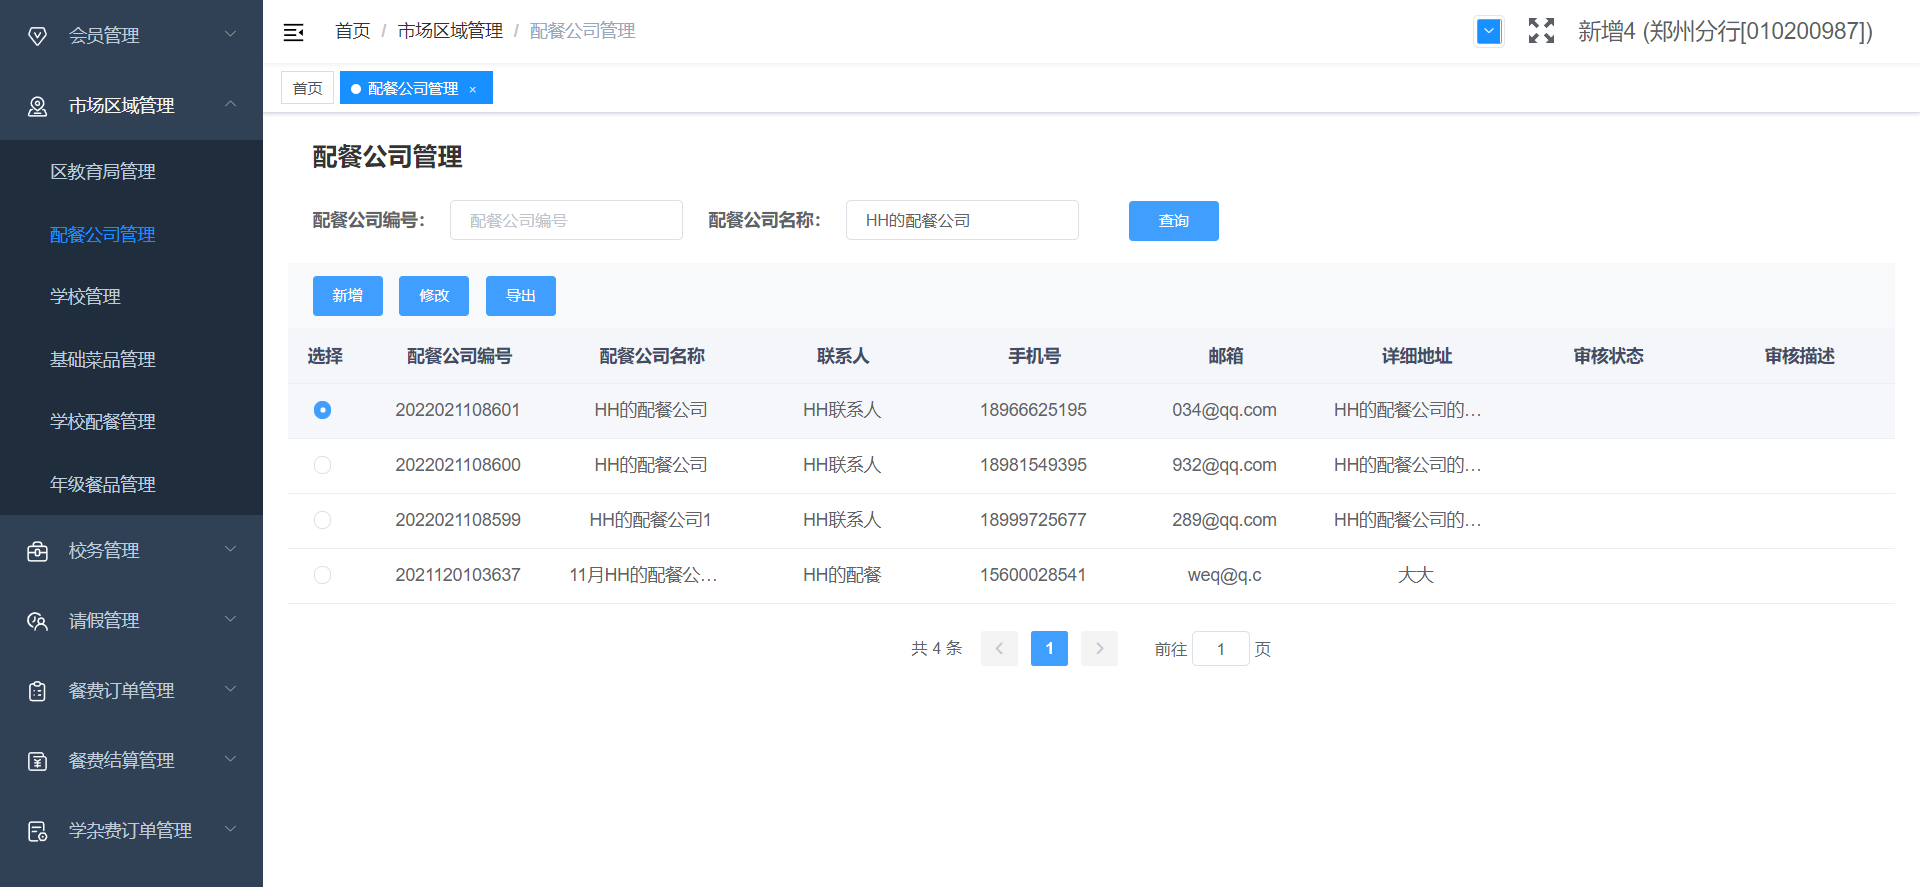 会员管理
市场区域管理
区教育局管理
配餐公司管理
学校管理
基础菜品管理
学校配餐管理
年级餐品管理
校务管理
请假管理
餐费订单管理
餐费结算管理
学杂费订单管理
首页 / 市场区域管理 / 配餐公司管理
新增4 (郑州分行[010200987])
首页 配餐公司管理 ×
配餐公司管理
配餐公司编号： 配餐公司编号 配餐公司名称： HH的配餐公司 查询
新增 修改 导出
选择 配餐公司编号 配餐公司名称 联系人 手机号 邮箱 详细地址 审核状态 审核描述
2022021108601 HH的配餐公司 HH联系人 18966625195 034@qq.com HH的配餐公司的...
2022021108600 HH的配餐公司 HH联系人 18981549395 932@qq.com HH的配餐公司的...
2022021108599 HH的配餐公司1 HH联系人 18999725677 289@qq.com HH的配餐公司的...
2021120103637 11月HH的配餐公... HH的配餐 15600028541 weq@q.c 大大
共 4 条 1 前往 1 页